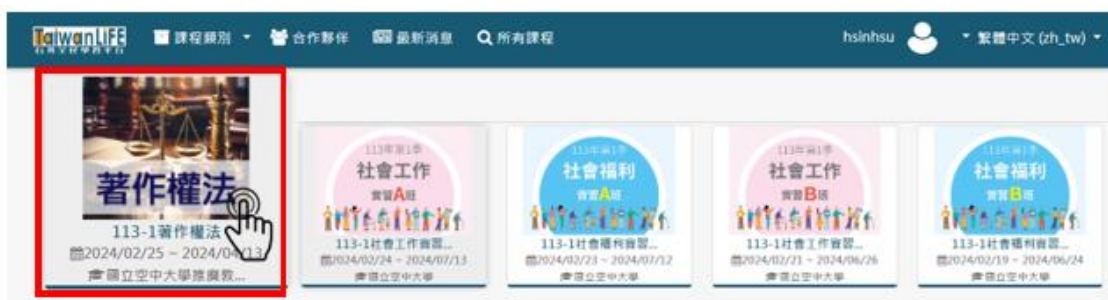 TaiwanLIFE
台灣全民學習平台
課程類別
合作夥伴
最新消息
所有課程
hsinhsu
繁體中文 (zh_tw)
著作權法
113-1著作權法
2024/02/25 ~ 2024/04/13
國立空中大學推廣教...
113年第1季
社會工作
實習A班
113-1社會工作實習...
2024/02/24 ~ 2024/07/13
國立空中大學
113年第1季
社會福利
實習A班
113-1社會福利實習...
2024/02/23 ~ 2024/07/12
國立空中大學
113年第1季
社會工作
實習B班
113-1社會工作實習...
2024/02/21 ~ 2024/06/26
國立空中大學
113年第1季
社會福利
實習B班
113-1社會福利實習...
2024/02/19 ~ 2024/06/24
國立空中大學